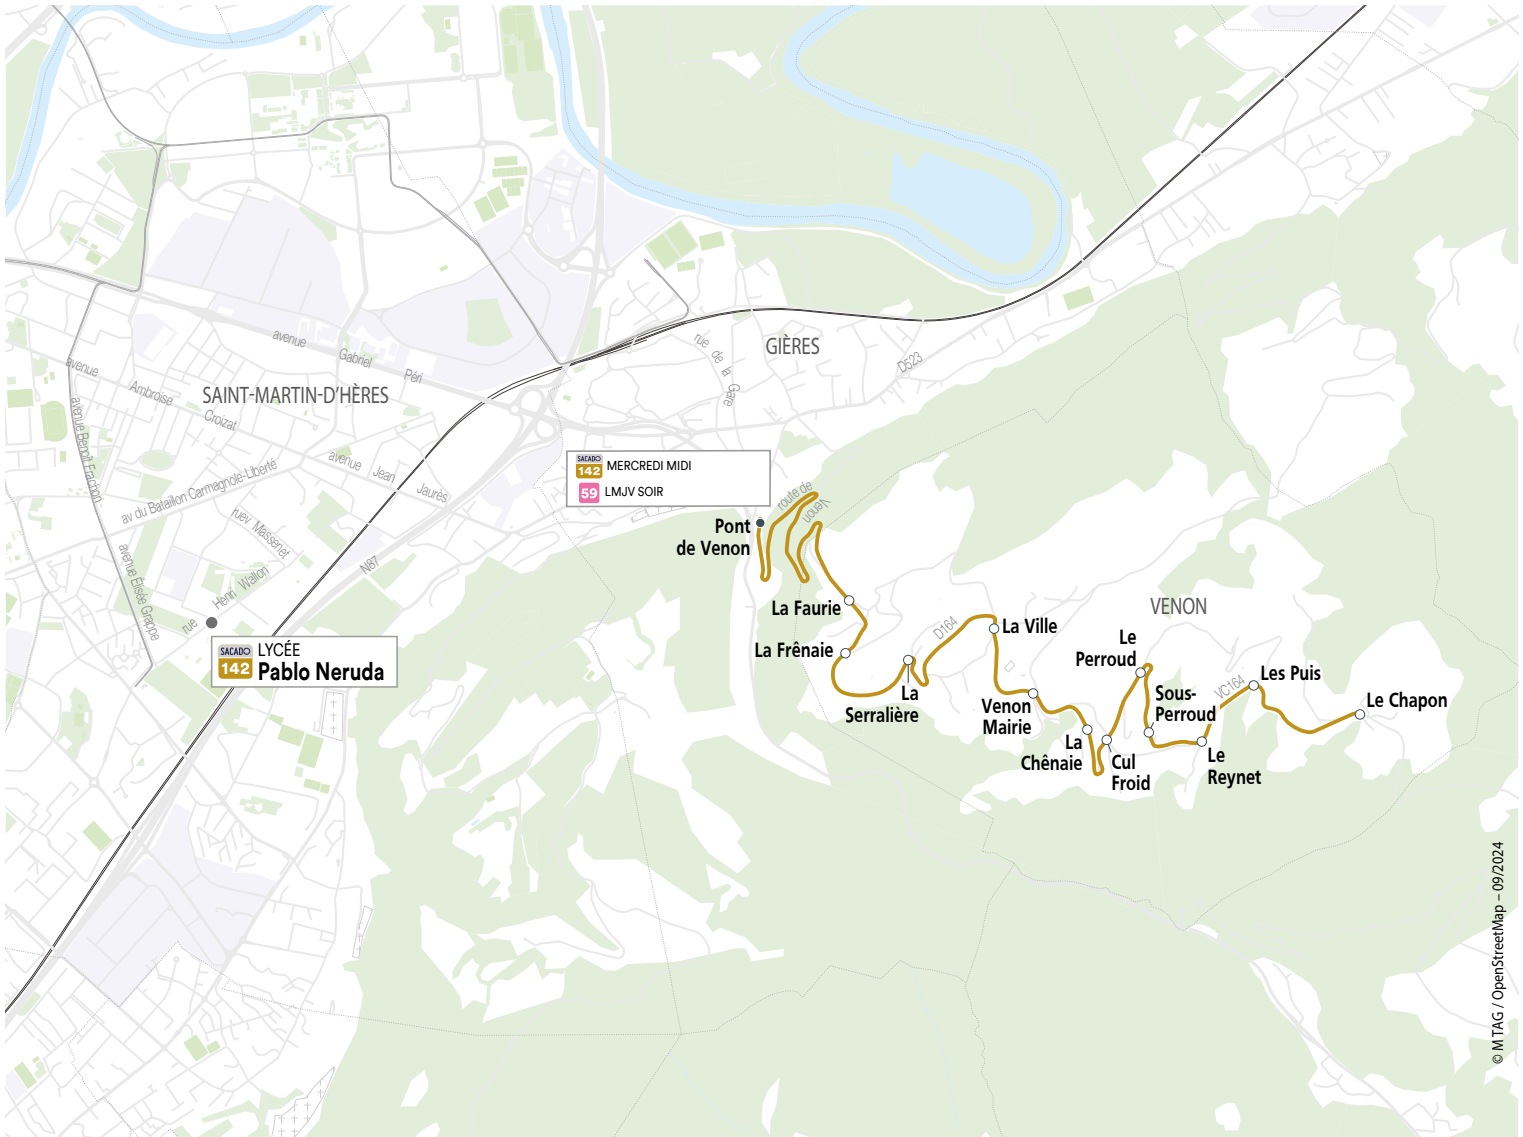 GIÈRES
rue de la Gare
D523
avenue
Gabriel
Péri
avenue
Ambroise
Croizat
SAINT-MARTIN-D'HÈRES
avenue Benoît Frachon
avenue
Jean
Jaurès
av du Bataillon Carmagnole-Liberté
ruev Massenet
N87
avenue Élisée Grappe
rue Henri Wallon
SACADO
142 MERCREDI MIDI
59 LMJV SOIR
route de
Venon
Pont
de Venon
La Faurie
La Frênaie
D164
La Ville
VENON
Le
Perroud
La
Serralière
Venon
Mairie
Sous-
Perroud
VC164
Les Puis
Le Chapon
La
Chênaie
Cul
Froid
Le
Reynet
SACADO
142
LYCÉE
Pablo Neruda
© M TAG / OpenStreetMap – 09/2024